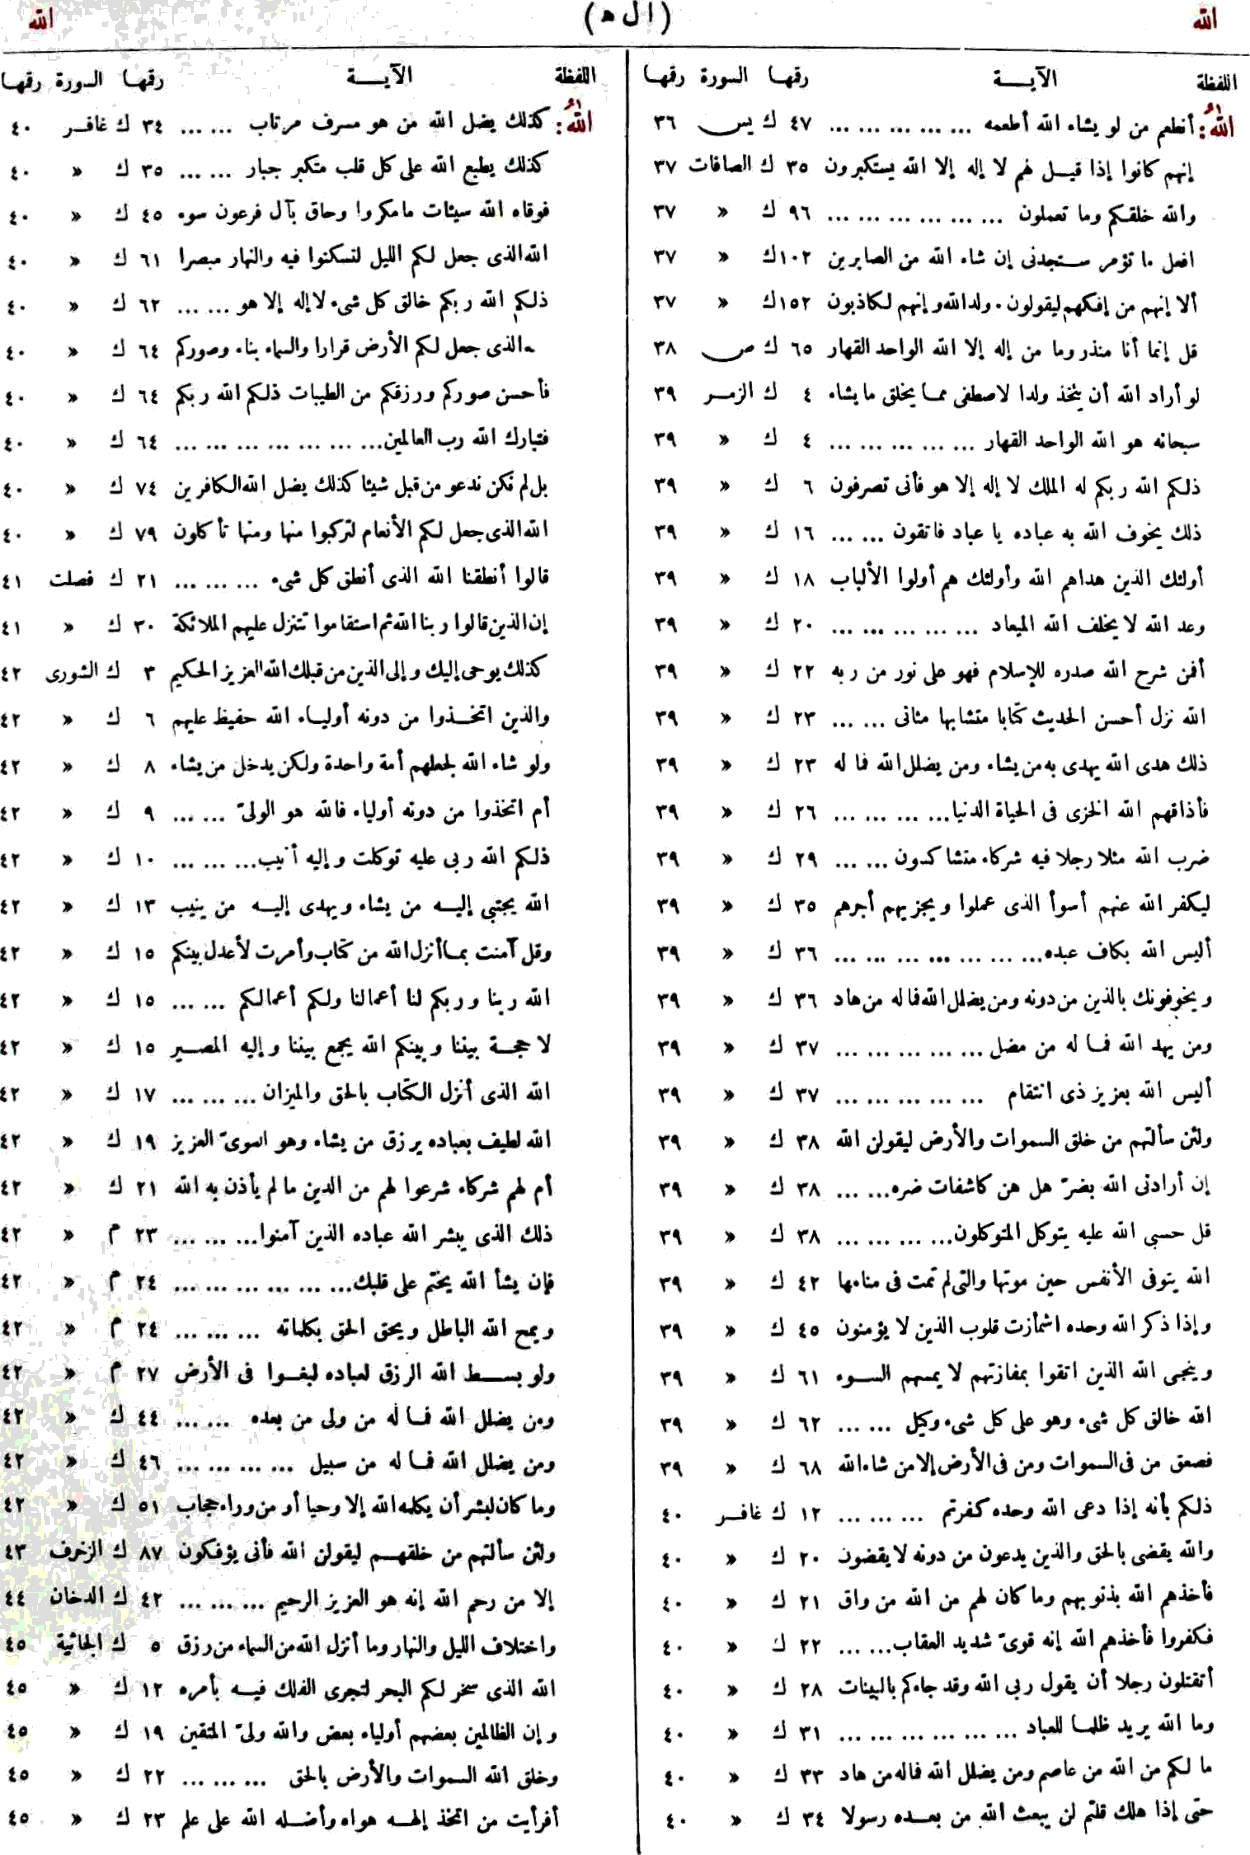 الله
(ا ل ه)
الله
اللفظة الآيــة رقمها السورة رقمها
اللهُ: أنطعم من لو يشاء الله أطعمه ... ... ... ... ... ٤٧ ك يس ٣٦
إنهم كانوا إذا قيـل لهم لا إله إلا الله يستكبرون ٣٥ ك الصافات ٣٧
والله خلقكم وما تعملون ... ... ... ... ... ... ٩٦ ك » ٣٧
افعل ما تؤمر ستجدنى إن شاء الله من الصابرين ١٠٢ ك » ٣٧
ألا إنهم من إفكهم ليقولون . ولد الله وإنهم لكاذبون ١٥٢ ك » ٣٧
قل إنما أنا منذر وما من إله إلا الله الواحد القهار ٦٥ ك ص ٣٨
لو أراد الله أن يتخذ ولدا لاصطفى مما يخلق ما يشاء ٤ ك الزمـر ٣٩
سبحانه هو الله الواحد القهار ... ... ... ... ... ٤ ك » ٣٩
ذلكم الله ربكم له الملك لا إله إلا هو فأنى تصرفون ٦ ك » ٣٩
ذلك يخوف الله به عباده يا عباد فاتقون ... ... ١٦ ك » ٣٩
أولئك الذين هداهم الله وأولئك هم أولوا الألباب ١٨ ك » ٣٩
وعد الله لا يخلف الله الميعاد ... ... ... ... ... ٢٠ ك » ٣٩
أفمن شرح الله صدره للإسلام فهو على نور من ربه ٢٢ ك » ٣٩
الله نزل أحسن الحديث كتابا متشابها مثانى ... ... ٢٣ ك » ٣٩
ذلك هدى الله يهدى به من يشاء ومن يضلل الله فما له ٢٣ ك » ٣٩
فأذاقهم الله الخزى فى الحياة الدنيا... ... ... ... ٢٦ ك » ٣٩
ضرب الله مثلا رجلا فيه شركاء متشاكسون ... ... ٢٩ ك » ٣٩
ليكفر الله عنهم أسوأ الذى عملوا ويجزيهم أجرهم ٣٥ ك » ٣٩
أليس الله بكاف عبده... ... ... ... ... ... ... ٣٦ ك » ٣٩
ويخوفونك بالذين من دونه ومن يضلل الله فما له من هاد ٣٦ ك » ٣٩
ومن يهد الله فمـا له من مضل ... ... ... ... ... ٣٧ ك » ٣٩
أليس الله بعزيز ذى انتقام ... ... ... ... ... ٣٧ ك » ٣٩
ولئن سألتهم من خلق السموات والأرض ليقولن الله ٣٨ ك » ٣٩
إن أرادنى الله بضرّ هل هن كاشفات ضره... ... ٣٨ ك » ٣٩
قل حسبى الله عليه يتوكل المتوكلون... ... ... ... ٣٨ ك » ٣٩
الله يتوفى الأنفس حين موتها والتى لم تمت فى منامها ٤٢ ك » ٣٩
وإذا ذكر الله وحده اشمأزت قلوب الذين لا يؤمنون ٤٥ ك » ٣٩
وينجى الله الذين اتقوا بمفازتهم لا يمسهم السـوء ٦١ ك » ٣٩
الله خالق كل شىء وهو على كل شىء وكيل ... ... ٦٢ ك » ٣٩
فصعق من فى السموات ومن فى الأرض إلا من شاء الله ٦٨ ك » ٣٩
ذلكم بأنه إذا دعى الله وحده كفرتم ... ... ... ١٢ ك غافـر ٤٠
والله يقضى بالحق والذين يدعون من دونه لا يقضون ٢٠ ك » ٤٠
فأخذهم الله بذنوبهم وما كان لهم من الله من واق ٢١ ك » ٤٠
فكفروا فأخذهم الله إنه قوىّ شديد العقاب... ... ٢٢ ك » ٤٠
أتقتلون رجلا أن يقول ربى الله وقد جاءكم بالبينات ٢٨ ك » ٤٠
وما الله يريد ظلمـا للعباد ... ... ... ... ... ... ٣١ ك » ٤٠
ما لكم من الله من عاصم ومن يضلل الله فما له من هاد ٣٣ ك » ٤٠
حتى إذا هلك قلتم لن يبعث الله من بعـده رسولا ٣٤ ك » ٤٠
اللفظة الآيــة رقمها السورة رقمها
اللهُ: كذلك يضل الله من هو مسرف مرتاب ... ... ٣٤ ك غافـر ٤٠
كذلك يطبع الله على كل قلب متكبر جبار ... ... ٣٥ ك » ٤٠
فوقاه الله سيئات ما مكروا وحاق بآل فرعون سوء ٤٥ ك » ٤٠
الله الذى جعل لكم الليل لتسكنوا فيه والنهار مبصرا ٦١ ك » ٤٠
ذلكم الله ربكم خالق كل شىء لا إله إلا هو ... ... ٦٢ ك » ٤٠
ـه الذى جعل لكم الأرض قرارا والسماء بناء وصوركم ٦٤ ك » ٤٠
فأحسن صوركم ورزقكم من الطيبات ذلكم الله ربكم ٦٤ ك » ٤٠
فتبارك الله رب العالمين... ... ... ... ... ... ... ٦٤ ك » ٤٠
بل لم نكن ندعو من قبل شيئا كذلك يضل الله الكافرين ٧٤ ك » ٤٠
الله الذى جعل لكم الأنعام لتركبوا منها ومنها تأكلون ٧٩ ك » ٤٠
قالوا أنطقنا الله الذى أنطق كل شىء ... ... ... ٢١ ك فصلت ٤١
إن الذين قالوا ربنا الله ثم استقاموا تتنزل عليهم الملائكة ٣٠ ك » ٤١
كذلك يوحى إليك وإلى الذين من قبلك الله العزيز الحكيم ٣ ك الشورى ٤٢
والذين اتخـذوا من دونه أوليـاء الله حفيظ عليهم ٦ ك » ٤٢
ولو شاء الله لجعلهم أمة واحدة ولكن يدخل من يشاء ٨ ك » ٤٢
أم اتخذوا من دونه أولياء فالله هو الولىّ ... ... ٩ ك » ٤٢
ذلكم الله ربى عليه توكلت وإليه أنيب... ... ... ١٠ ك » ٤٢
الله يجتبى إليـه من يشاء ويهدى إليـه من ينيب ١٣ ك » ٤٢
وقل آمنت بما أنزل الله من كتاب وأمرت لأعدل بينكم ١٥ ك » ٤٢
الله ربنا وربكم لنا أعمالنا ولكم أعمالكم ... ... ١٥ ك » ٤٢
لا حجـة بيننا وبينكم الله يجمع بيننا وإليه المصـير ١٥ ك » ٤٢
الله الذى أنزل الكتاب بالحق والميزان ... ... ... ١٧ ك » ٤٢
الله لطيف بعباده يرزق من يشاء وهو القوىّ العزيز ١٩ ك » ٤٢
أم لهم شركاء شرعوا لهم من الدين ما لم يأذن به الله ٢١ ك » ٤٢
ذلك الذى يبشر الله عباده الذين آمنوا... ... ... ٢٣ م » ٤٢
فإن يشأ الله يختم على قلبك... ... ... ... ... ... ٢٤ م » ٤٢
ويمح الله الباطل ويحق الحق بكلماته ... ... ... ٢٤ م » ٤٢
ولو بسـط الله الرزق لعباده لبغـوا فى الأرض ٢٧ م » ٤٢
ومن يضلل الله فمـا له من ولى من بعده ... ... ٤٤ ك » ٤٢
ومن يضلل الله فمـا له من سبيل ... ... ... ... ٤٦ ك » ٤٢
وما كان لبشر أن يكلمه الله إلا وحيا أو من وراء حجاب ٥١ ك » ٤٢
ولئن سألتهم من خلقهـم ليقولن الله فأنى يؤفكون ٨٧ ك الزخرف ٤٣
إلا من رحم الله إنه هو العزيز الرحيم ... ... ... ٤٢ ك الدخان ٤٤
واختلاف الليل والنهار وما أنزل الله من السماء من رزق ٥ ك الجاثية ٤٥
الله الذى سخر لكم البحر لتجرى الفلك فيـه بأمره ١٢ ك » ٤٥
وإن الظالمين بعضهم أولياء بعض والله ولىّ المتقين ١٩ ك » ٤٥
وخلق الله السموات والأرض بالحق ... ... ... ٢٢ ك » ٤٥
أفرأيت من اتخذ إلهـه هواه وأضـله الله على علم ٢٣ ك » ٤٥